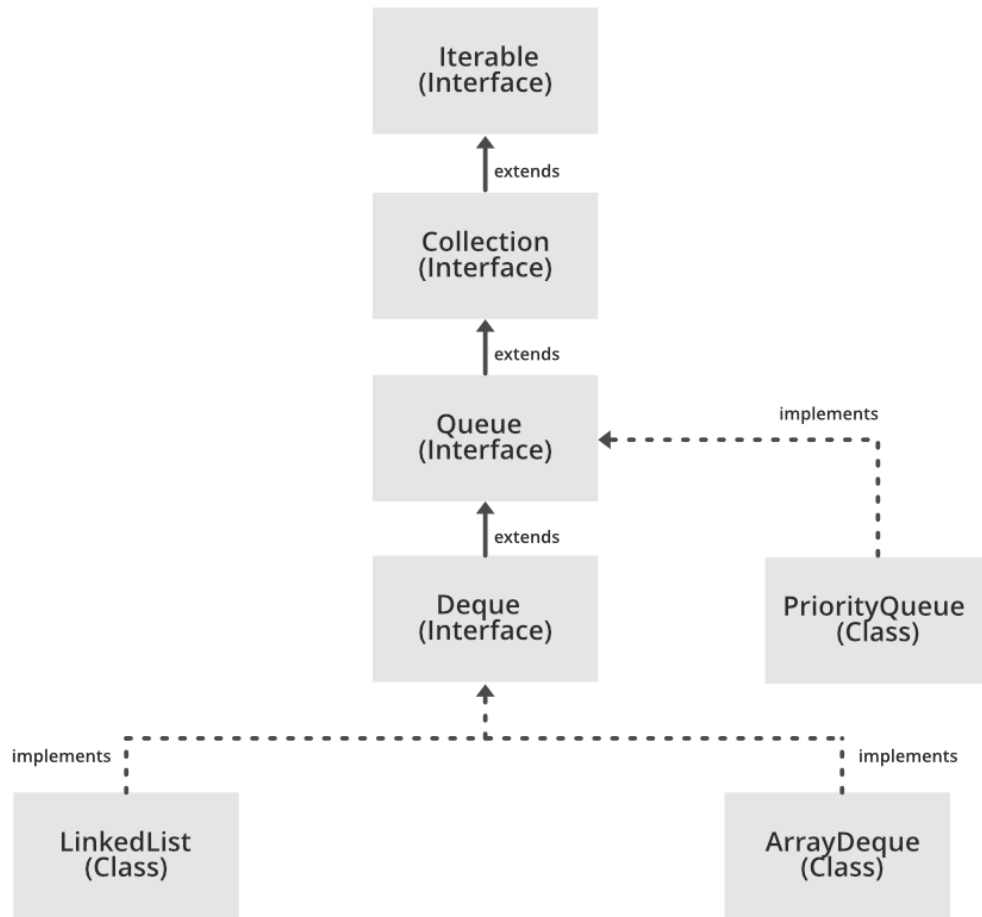 Iterable
(Interface)
extends
Collection
(Interface)
extends
Queue
(Interface)
implements
extends
Deque
(Interface)
PriorityQueue
(Class)
implements
implements
LinkedList
(Class)
ArrayDeque
(Class)